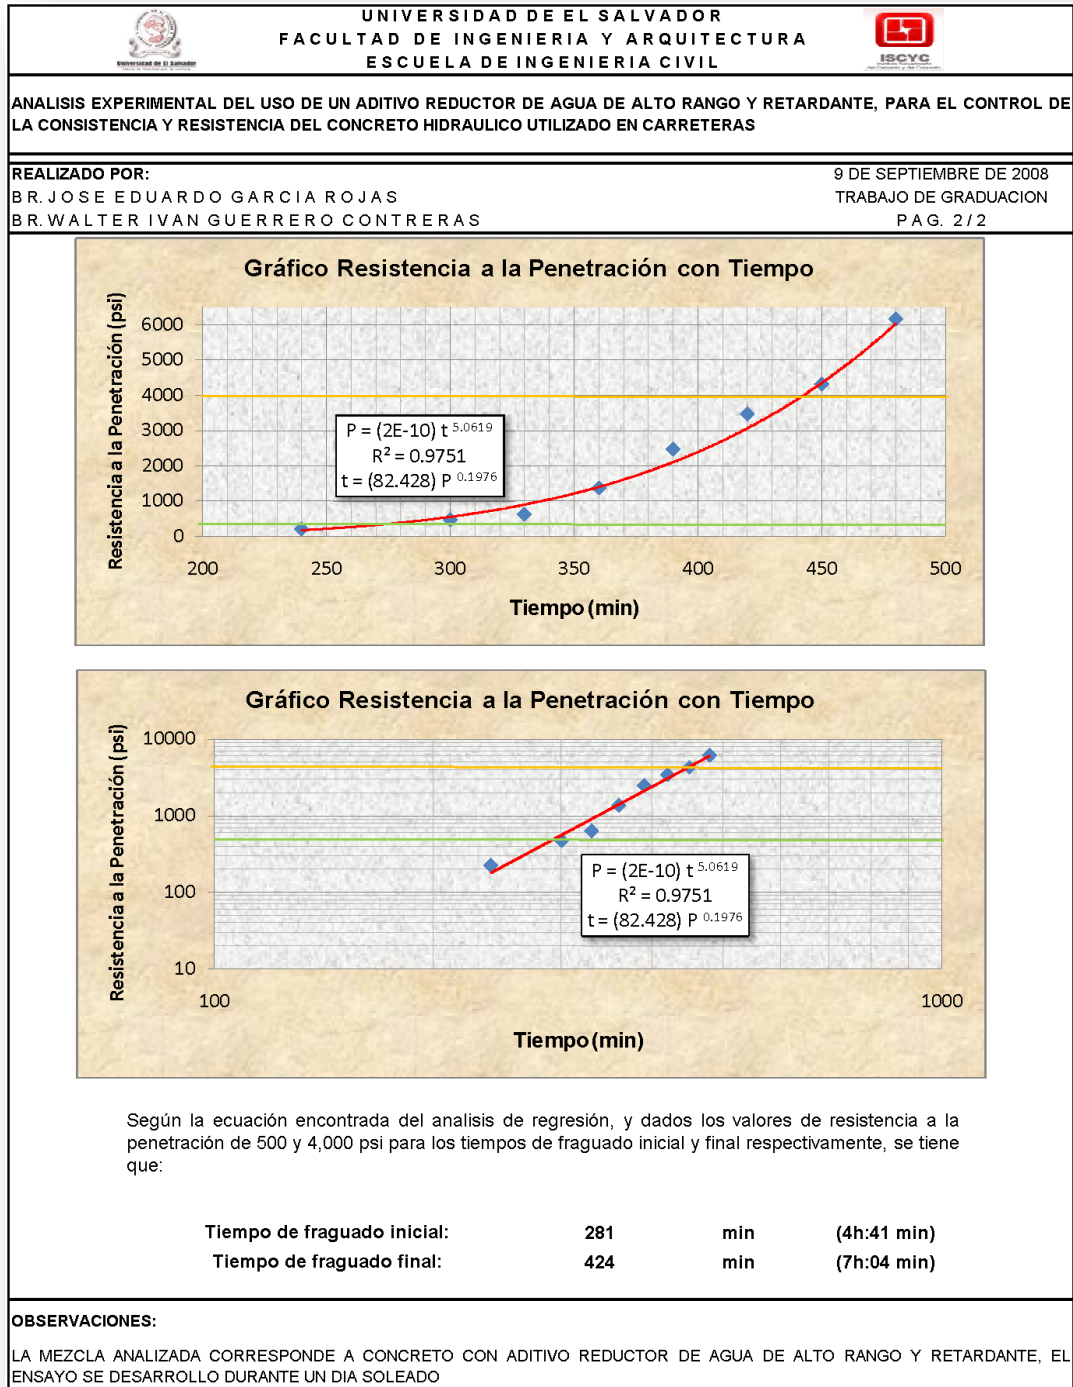 UNIVERSIDAD DE EL SALVADOR
FACULTAD DE INGENIERIA Y ARQUITECTURA
ESCUELA DE INGENIERIA CIVIL
Universidad de El Salvador
ISCYC
ANALISIS EXPERIMENTAL DEL USO DE UN ADITIVO REDUCTOR DE AGUA DE ALTO RANGO Y RETARDANTE, PARA EL CONTROL DE
LA CONSISTENCIA Y RESISTENCIA DEL CONCRETO HIDRAULICO UTILIZADO EN CARRETERAS
REALIZADO POR:
9 DE SEPTIEMBRE DE 2008
BR. JOSE EDUARDO GARCIA ROJAS
TRABAJO DE GRADUACION
BR. WALTER IVAN GUERRERO CONTRERAS
PAG. 2/2
Gráfico Resistencia a la Penetración con Tiempo
Resistencia a la Penetración (psi)
6000
5000
4000
3000
2000
1000
0
P = (2E-10) t 5.0619
R² = 0.9751
t = (82.428) P 0.1976
200 250 300 350 400 450 500
Tiempo (min)
Gráfico Resistencia a la Penetración con Tiempo
Resistencia a la Penetración (psi)
10000
1000
100
10
P = (2E-10) t 5.0619
R² = 0.9751
t = (82.428) P 0.1976
100 1000
Tiempo (min)
Según la ecuación encontrada del analisis de regresión, y dados los valores de resistencia a la
penetración de 500 y 4,000 psi para los tiempos de fraguado inicial y final respectivamente, se tiene
que:
Tiempo de fraguado inicial: 281 min (4h:41 min)
Tiempo de fraguado final: 424 min (7h:04 min)
OBSERVACIONES:
LA MEZCLA ANALIZADA CORRESPONDE A CONCRETO CON ADITIVO REDUCTOR DE AGUA DE ALTO RANGO Y RETARDANTE, EL
ENSAYO SE DESARROLLO DURANTE UN DIA SOLEADO